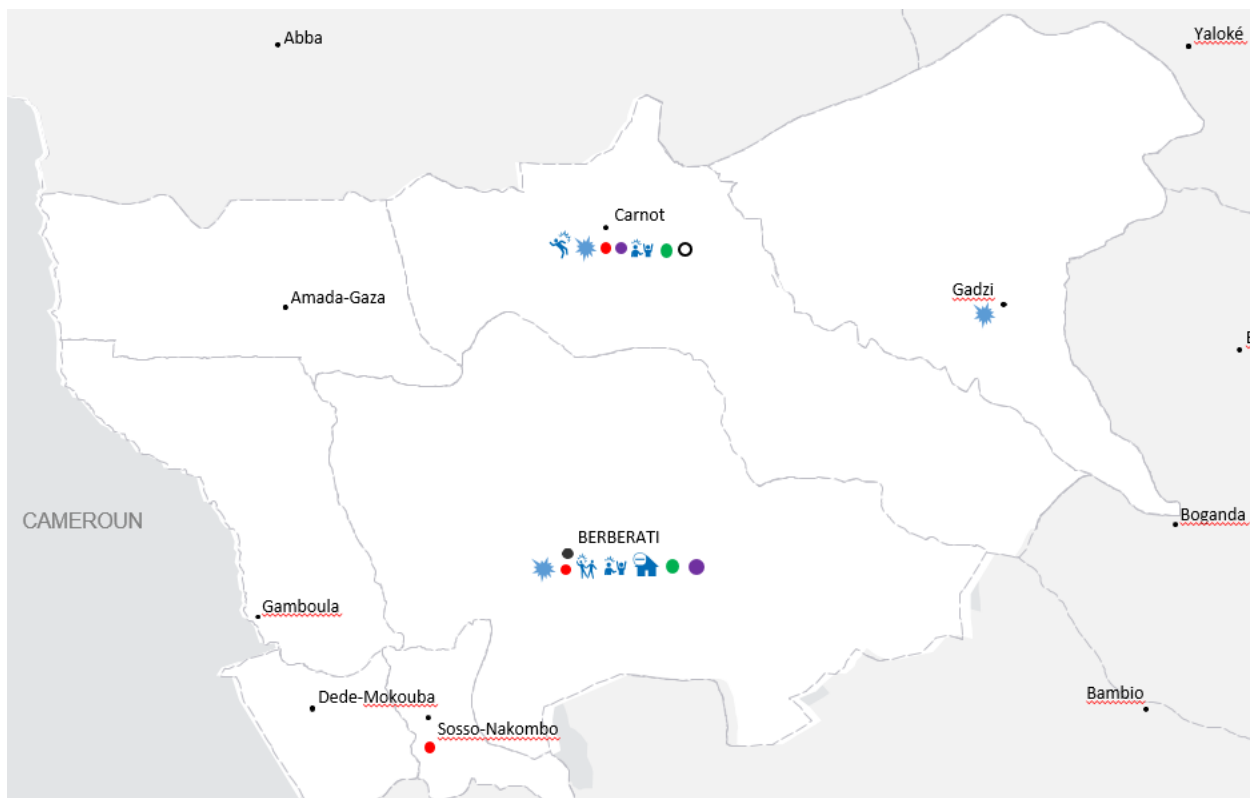 Abba
Yaloké
Carnot
Gadzi
Amada-Gaza
CAMEROUN
Boganda
BERBERATI
Gamboula
Dede-Mokouba
Bambio
Sosso-Nakombo